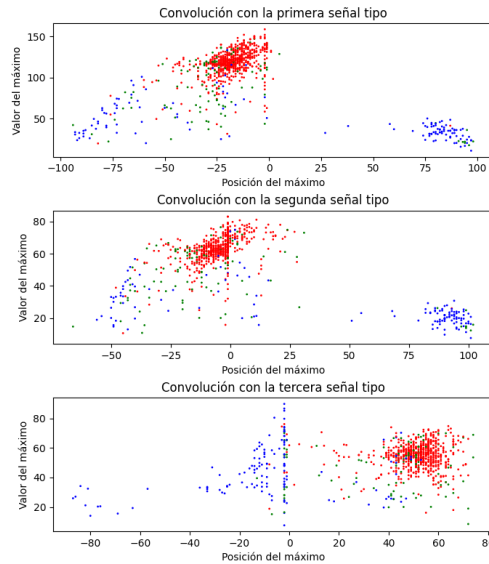 Convolución con la primera señal tipo
Valor del máximo
150
100
50
−100 −75 −50 −25 0 25 50 75 100
Posición del máximo
Convolución con la segunda señal tipo
Valor del máximo
80
60
40
20
−50 −25 0 25 50 75 100
Posición del máximo
Convolución con la tercera señal tipo
Valor del máximo
80
60
40
20
−80 −60 −40 −20 0 20 40 60 80
Posición del máximo